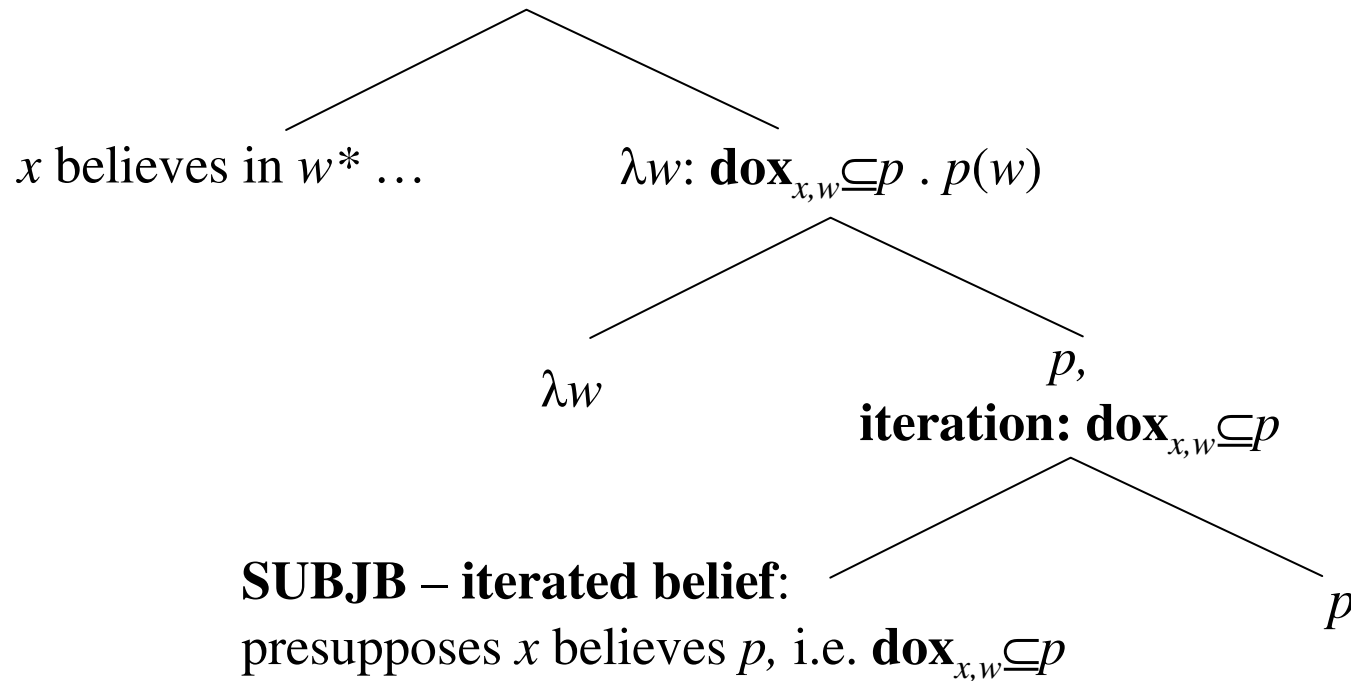 x believes in w* … λw: dox_{x,w}⊆p . p(w)
λw
p,
iteration: dox_{x,w}⊆p
SUBJB – iterated belief:
p
presupposes x believes p, i.e. dox_{x,w}⊆p